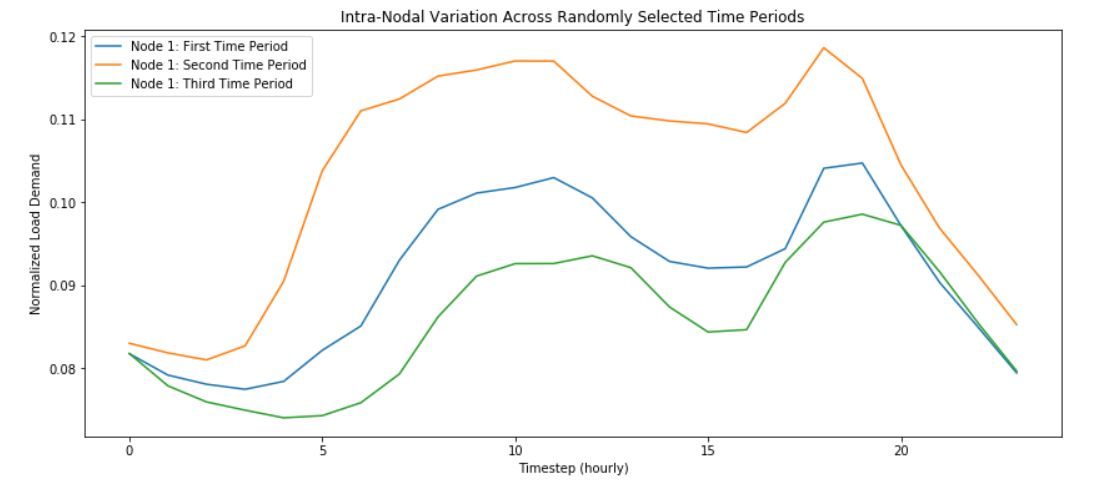 Intra-Nodal Variation Across Randomly Selected Time Periods
Node 1: First Time Period
Node 1: Second Time Period
Node 1: Third Time Period
0.12
0.11
0.10
0.09
0.08
Normalized Load Demand
0
5
10
15
20
Timestep (hourly)